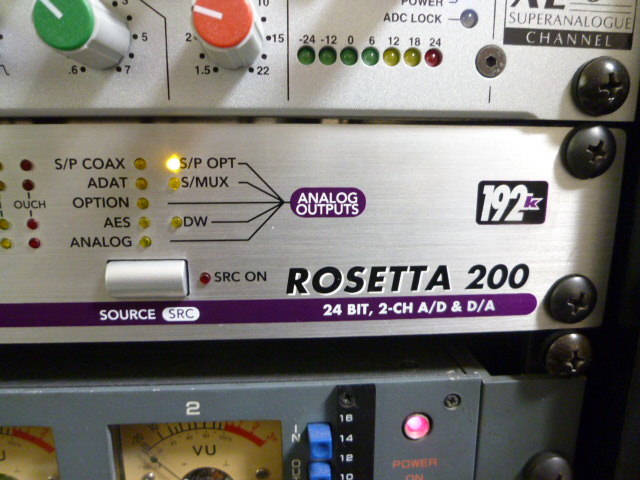 10
3
5
.6
7
2
1.5
15
22
POWER
ADC LOCK
-24 -12 0 6 12 18 24
SUPERANALOGUE
CHANNEL
S/P COAX
S/P OPT
ADAT
S/MUX
OUCH
OPTION
ANALOG
OUTPUTS
AES
DW
ANALOG
192k
SRC ON
ROSETTA 200
SOURCE SRC
24 BIT, 2-CH A/D & D/A
2
VU
IN
16
14
12
10
POWER
ON